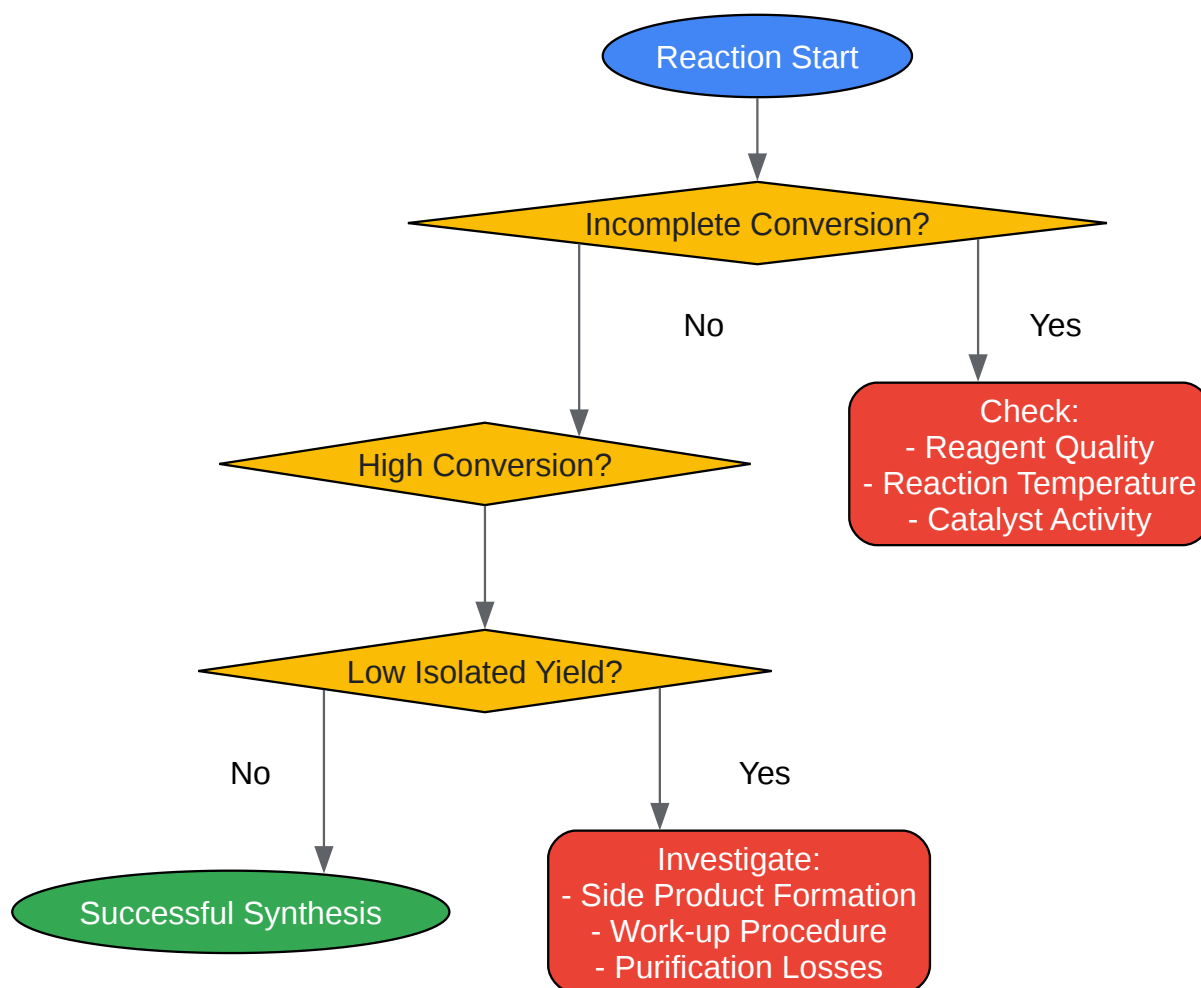 Reaction Start
Incomplete Conversion?
No
Yes
Check:
- Reagent Quality
- Reaction Temperature
- Catalyst Activity
High Conversion?
Low Isolated Yield?
No
Yes
Successful Synthesis
Investigate:
- Side Product Formation
- Work-up Procedure
- Purification Losses